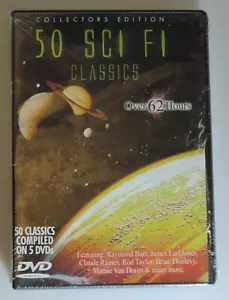 COLLECTORS EDITION
50 SCI FI
CLASSICS
Over 62 Hours
50 CLASSICS
COMPILED
ON 5 DVDs
Featuring: Raymond Burr, James Earl Jones,
Claude Raines, Rod Taylor, Brian Donlevy,
Mamie Van Doren & many more.
DVD